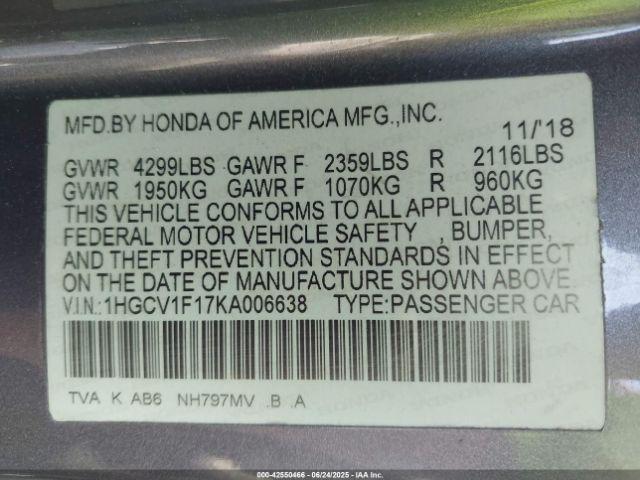 MFD.BY HONDA OF AMERICA MFG.,INC.
11/'18
GVWR 4299LBS GAWR F 2359LBS R 2116LBS
GVWR 1950KG GAWR F 1070KG R 960KG
THIS VEHICLE CONFORMS TO ALL APPLICABLE
FEDERAL MOTOR VEHICLE SAFETY , BUMPER,
AND THEFT PREVENTION STANDARDS IN EFFECT
ON THE DATE OF MANUFACTURE SHOWN ABOVE.
V.I.N.:1HGCV1F17KA006638 TYPE:PASSENGER CAR
TVA K AB6 NH797MV .B .A
000-42550466 - 06/24/2025 - IAA Inc.